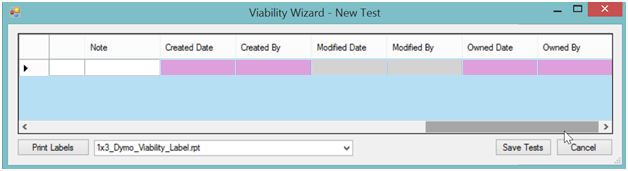 Viability Wizard - New Test
Note Created Date Created By Modified Date Modified By Owned Date Owned By
Print Labels 1x3_Dymo_Viability_Label.rpt Save Tests Cancel